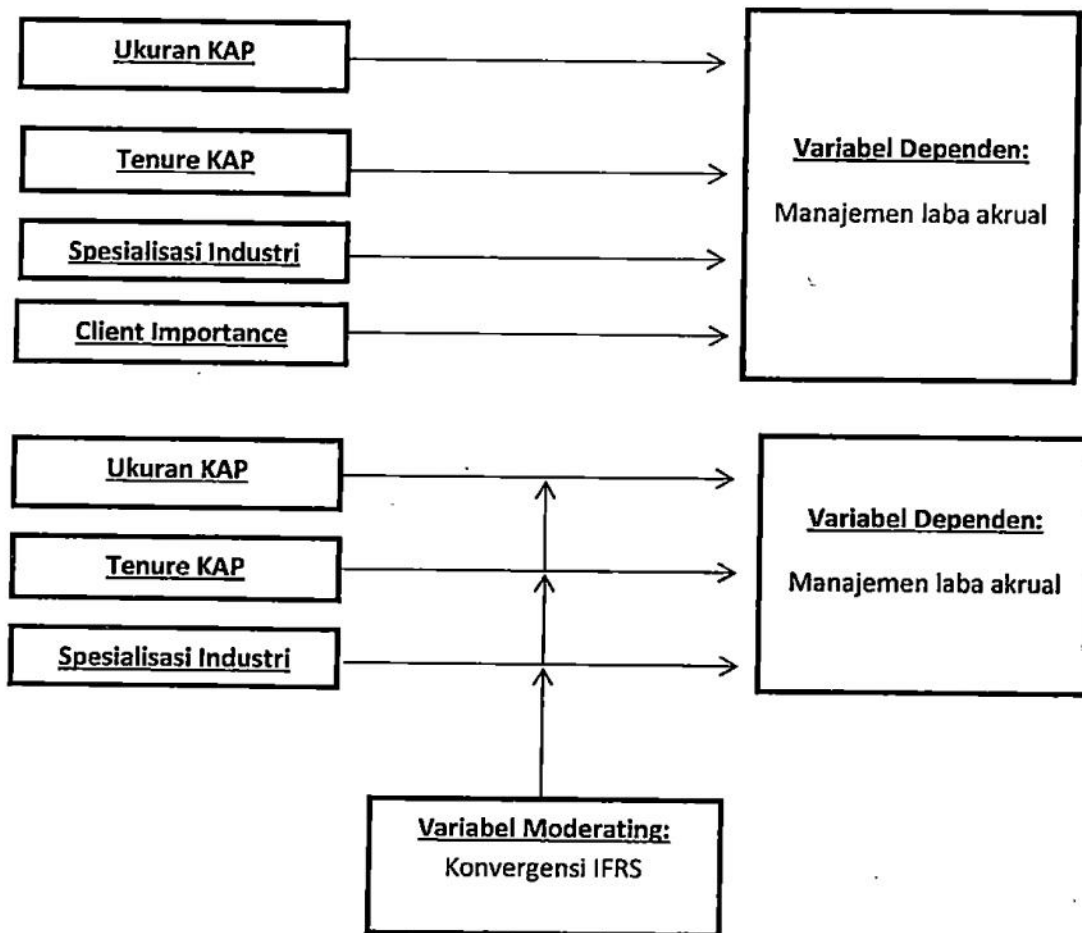 Ukuran KAP
Tenure KAP
Spesialisasi Industri
Client Importance
Variabel Dependen:
Manajemen laba akrual
Ukuran KAP
Tenure KAP
Spesialisasi Industri
Variabel Dependen:
Manajemen laba akrual
Variabel Moderating:
Konvergensi IFRS